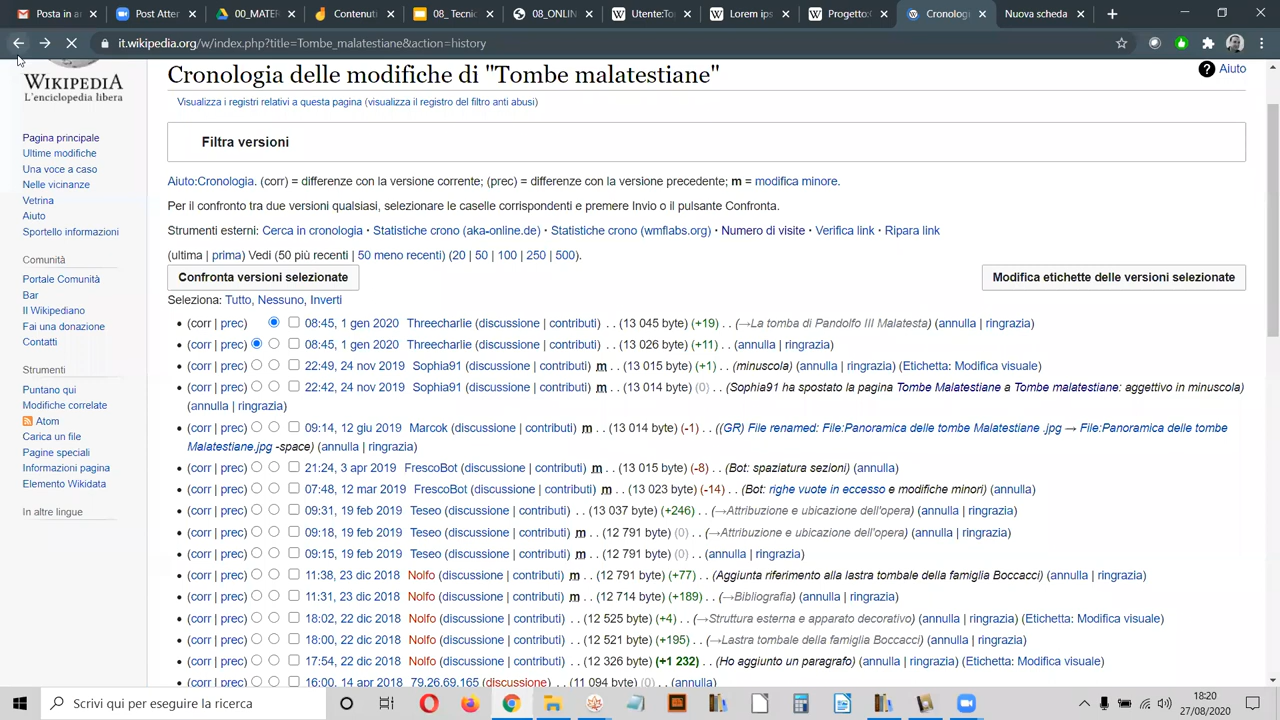 Posta in a
Post Atter
00_MATER
Contenuti
08_Tecnic
08_ONLIN
Utente:To
Lorem ips
Progetto:C
Cronologi
Nuova scheda
it.wikipedia.org/w/index.php?title=Tombe_malatestiane&action=history
WIKIPEDIA
L'enciclopedia libera
Pagina principale
Ultime modifiche
Una voce a caso
Nelle vicinanze
Vetrina
Aiuto
Sportello informazioni
Comunità
Portale Comunità
Bar
Il Wikipediano
Fai una donazione
Contatti
Strumenti
Puntano qui
Modifiche correlate
Atom
Carica un file
Pagine speciali
Informazioni pagina
Elemento Wikidata
In altre lingue
Cronologia delle modifiche di "Tombe malatestiane"
Aiuto
Visualizza i registri relativi a questa pagina (visualizza il registro del filtro anti abusi)
Filtra versioni
Aiuto:Cronologia. (corr) = differenze con la versione corrente; (prec) = differenze con la versione precedente; m = modifica minore.
Per il confronto tra due versioni qualsiasi, selezionare le caselle corrispondenti e premere Invio o il pulsante Confronta.
Strumenti esterni: Cerca in cronologia · Statistiche crono (aka-online.de) · Statistiche crono (wmflabs.org) · Numero di visite · Verifica link · Ripara link
(ultima | prima) Vedi (50 più recenti | 50 meno recenti) (20 | 50 | 100 | 250 | 500).
Confronta versioni selezionate
Modifica etichette delle versioni selezionate
Seleziona: Tutto, Nessuno, Inverti
(corr | prec) 08:45, 1 gen 2020 Threecharlie (discussione | contributi) . . (13 045 byte) (+19) . . (→La tomba di Pandolfo III Malatesta) (annulla | ringrazia)
(corr | prec) 08:45, 1 gen 2020 Threecharlie (discussione | contributi) . . (13 026 byte) (+11) . . (annulla | ringrazia)
(corr | prec) 22:49, 24 nov 2019 Sophia91 (discussione | contributi) m . . (13 015 byte) (+1) . . (minuscola) (annulla | ringrazia) (Etichetta: Modifica visuale)
(corr | prec) 22:42, 24 nov 2019 Sophia91 (discussione | contributi) m . . (13 014 byte) (0) . . (Sophia91 ha spostato la pagina Tombe Malatestiane a Tombe malatestiane: aggettivo in minuscola)
(annulla | ringrazia)
(corr | prec) 09:14, 12 giu 2019 Marcok (discussione | contributi) m . . (13 014 byte) (-1) . . ((GR) File renamed: File:Panoramica delle tombe Malatestiane .jpg → File:Panoramica delle tombe
Malatestiane.jpg -space) (annulla | ringrazia)
(corr | prec) 21:24, 3 apr 2019 FrescoBot (discussione | contributi) m . . (13 015 byte) (-8) . . (Bot: spaziatura sezioni) (annulla)
(corr | prec) 07:48, 12 mar 2019 FrescoBot (discussione | contributi) m . . (13 023 byte) (-14) . . (Bot: righe vuote in eccesso e modifiche minori) (annulla)
(corr | prec) 09:31, 19 feb 2019 Teseo (discussione | contributi) . . (13 037 byte) (+246) . . (→Attribuzione e ubicazione dell'opera) (annulla | ringrazia)
(corr | prec) 09:18, 19 feb 2019 Teseo (discussione | contributi) m . . (12 791 byte) (0) . . (→Attribuzione e ubicazione dell'opera) (annulla | ringrazia)
(corr | prec) 09:15, 19 feb 2019 Teseo (discussione | contributi) m . . (12 791 byte) (0) . . (annulla | ringrazia)
(corr | prec) 11:38, 23 dic 2018 Nolfo (discussione | contributi) m . . (12 791 byte) (+77) . . (Aggiunta riferimento alla lastra tombale della famiglia Boccacci) (annulla | ringrazia)
(corr | prec) 11:31, 23 dic 2018 Nolfo (discussione | contributi) m . . (12 714 byte) (+189) . . (→Bibliografia) (annulla | ringrazia)
(corr | prec) 18:02, 22 dic 2018 Nolfo (discussione | contributi) . . (12 525 byte) (+4) . . (→Struttura esterna e apparato decorativo) (annulla | ringrazia) (Etichetta: Modifica visuale)
(corr | prec) 18:00, 22 dic 2018 Nolfo (discussione | contributi) . . (12 521 byte) (+195) . . (→Lastra tombale della famiglia Boccacci) (annulla | ringrazia)
(corr | prec) 17:54, 22 dic 2018 Nolfo (discussione | contributi) . . (12 326 byte) (+1 232) . . (Ho aggiunto un paragrafo) (annulla | ringrazia) (Etichetta: Modifica visuale)
(corr | prec) 16:00, 14 apr 2018 79.26.69.165 (discussione) . . (11 094 byte) (0) . . (annulla)
Scrivi qui per eseguire la ricerca
18:20
27/08/2020